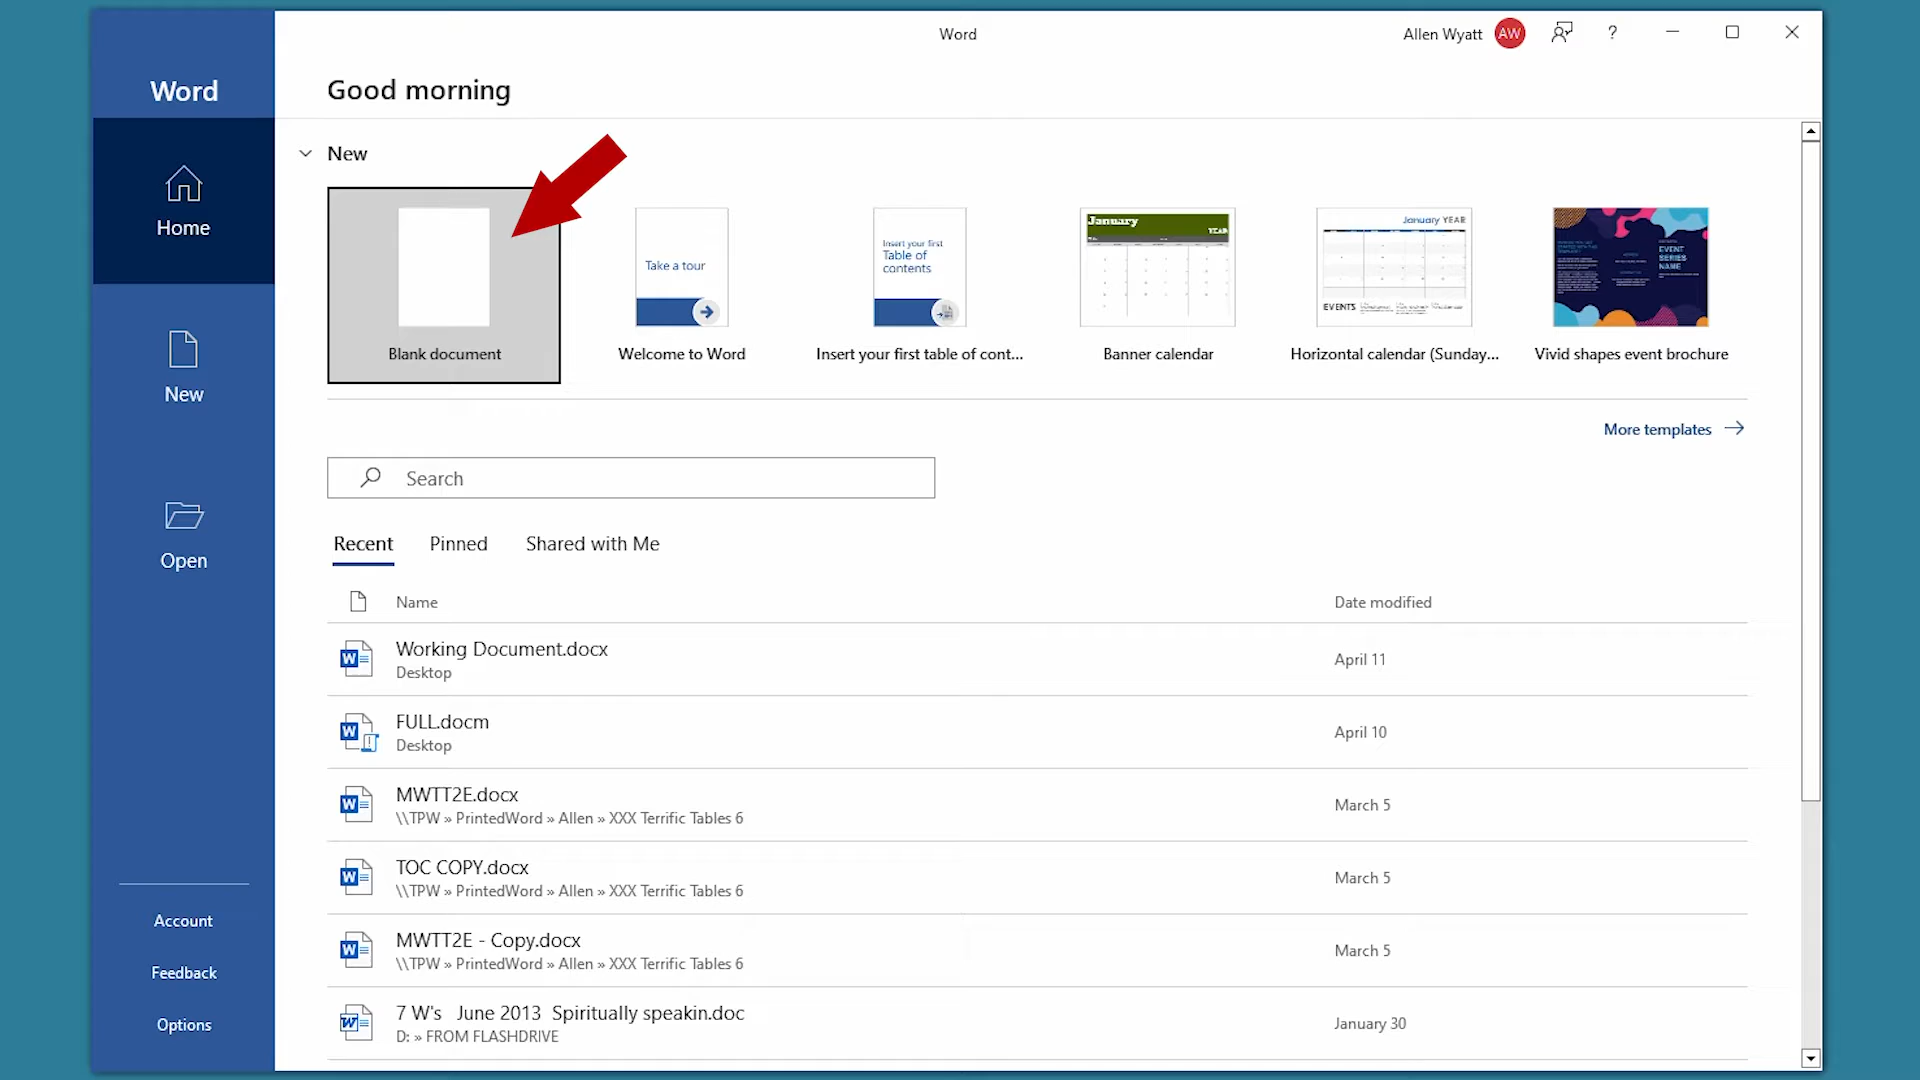 Word
Allen Wyatt AW
?
Word
Good morning
New
Home
New
Open
Account
Feedback
Options
Take a tour
Insert your first
Table of
contents
January
YEAR
January YEAR
EVENTS
EVENT
SERIES
NAME
Blank document
Welcome to Word
Insert your first table of cont...
Banner calendar
Horizontal calendar (Sunday...
Vivid shapes event brochure
More templates
Search
Recent Pinned Shared with Me
Name Date modified
Working Document.docx
Desktop
April 11
FULL.docm
Desktop
April 10
MWTT2E.docx
\\TPW » PrintedWord » Allen » XXX Terrific Tables 6
March 5
TOC COPY.docx
\\TPW » PrintedWord » Allen » XXX Terrific Tables 6
March 5
MWTT2E - Copy.docx
\\TPW » PrintedWord » Allen » XXX Terrific Tables 6
March 5
7 W's   June 2013  Spiritually speakin.doc
D: » FROM FLASHDRIVE
January 30